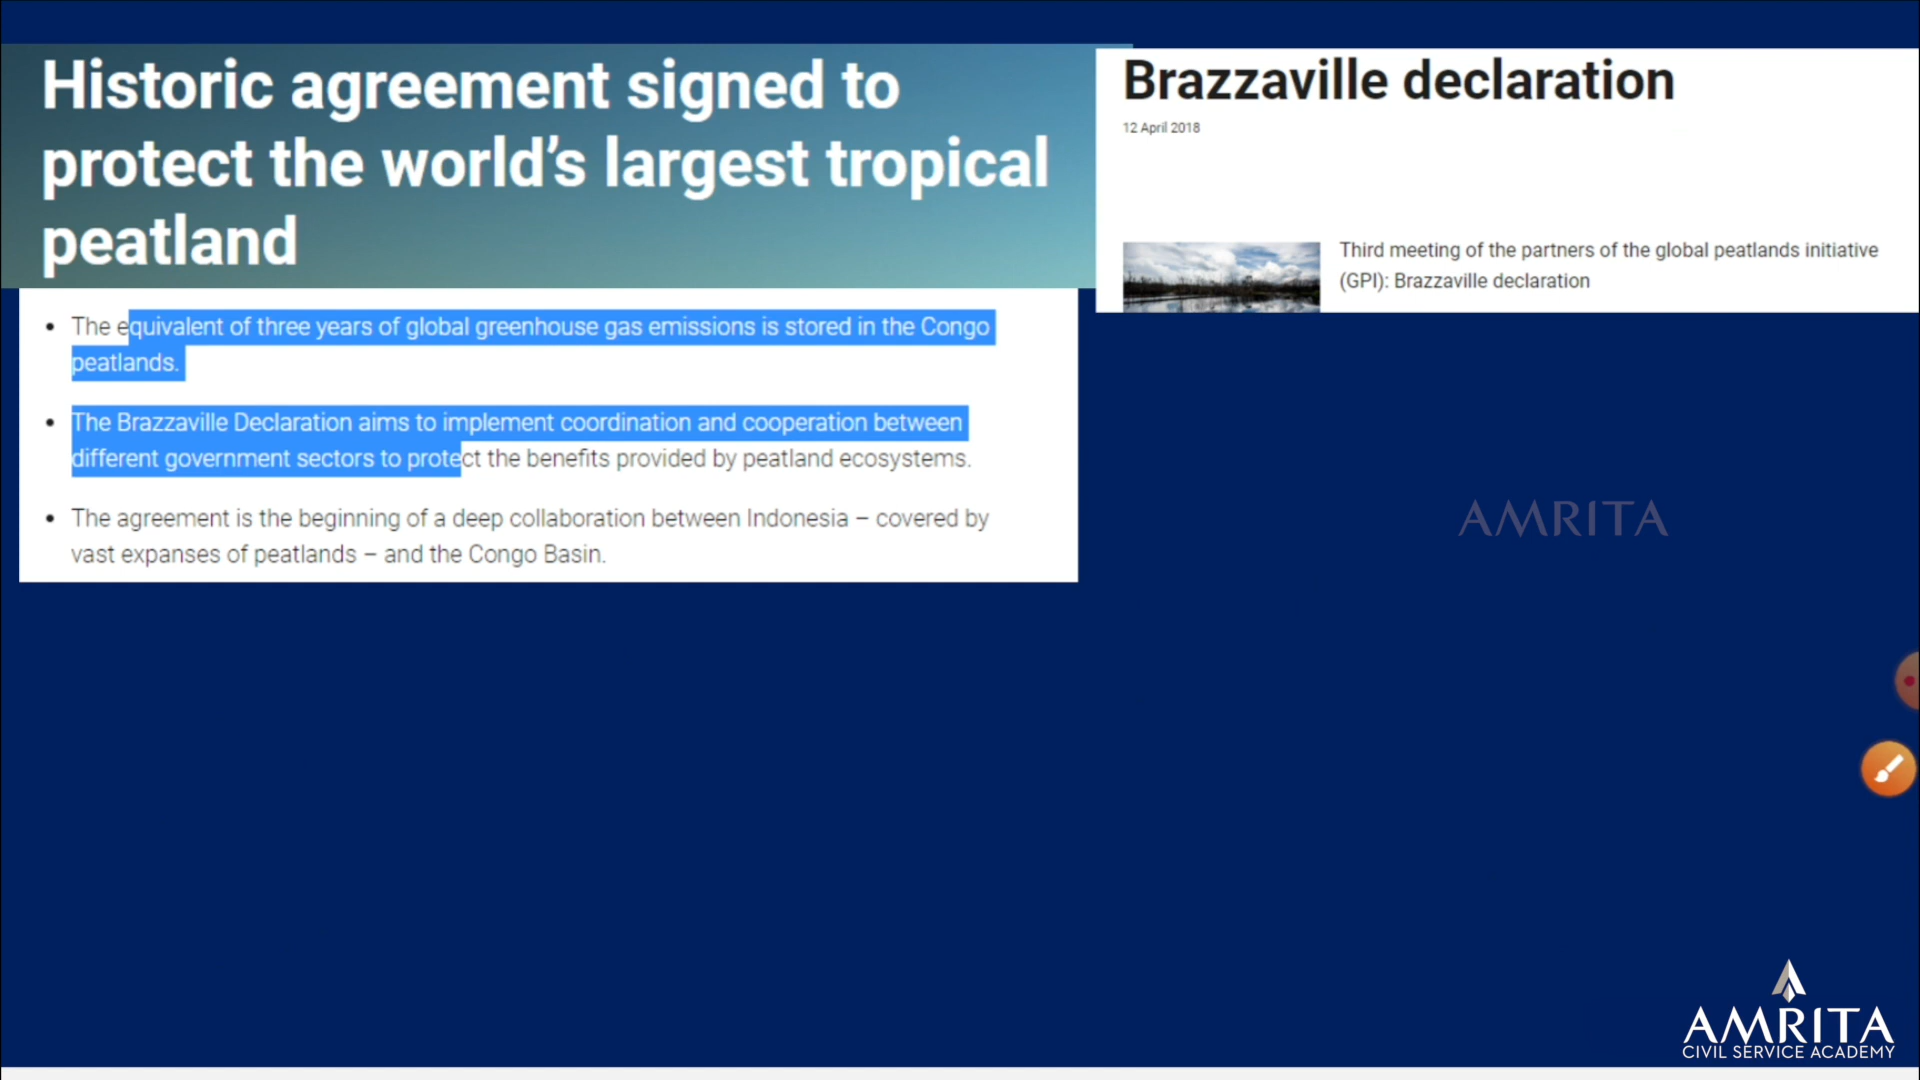 Historic agreement signed to
protect the world's largest tropical
peatland
• The equivalent of three years of global greenhouse gas emissions is stored in the Congo
peatlands.
• The Brazzaville Declaration aims to implement coordination and cooperation between
different government sectors to protect the benefits provided by peatland ecosystems.
• The agreement is the beginning of a deep collaboration between Indonesia – covered by
vast expanses of peatlands – and the Congo Basin.
Brazzaville declaration
12 April 2018
Third meeting of the partners of the global peatlands initiative
(GPI): Brazzaville declaration
AMRITA
AMRITA
CIVIL SERVICE ACADEMY